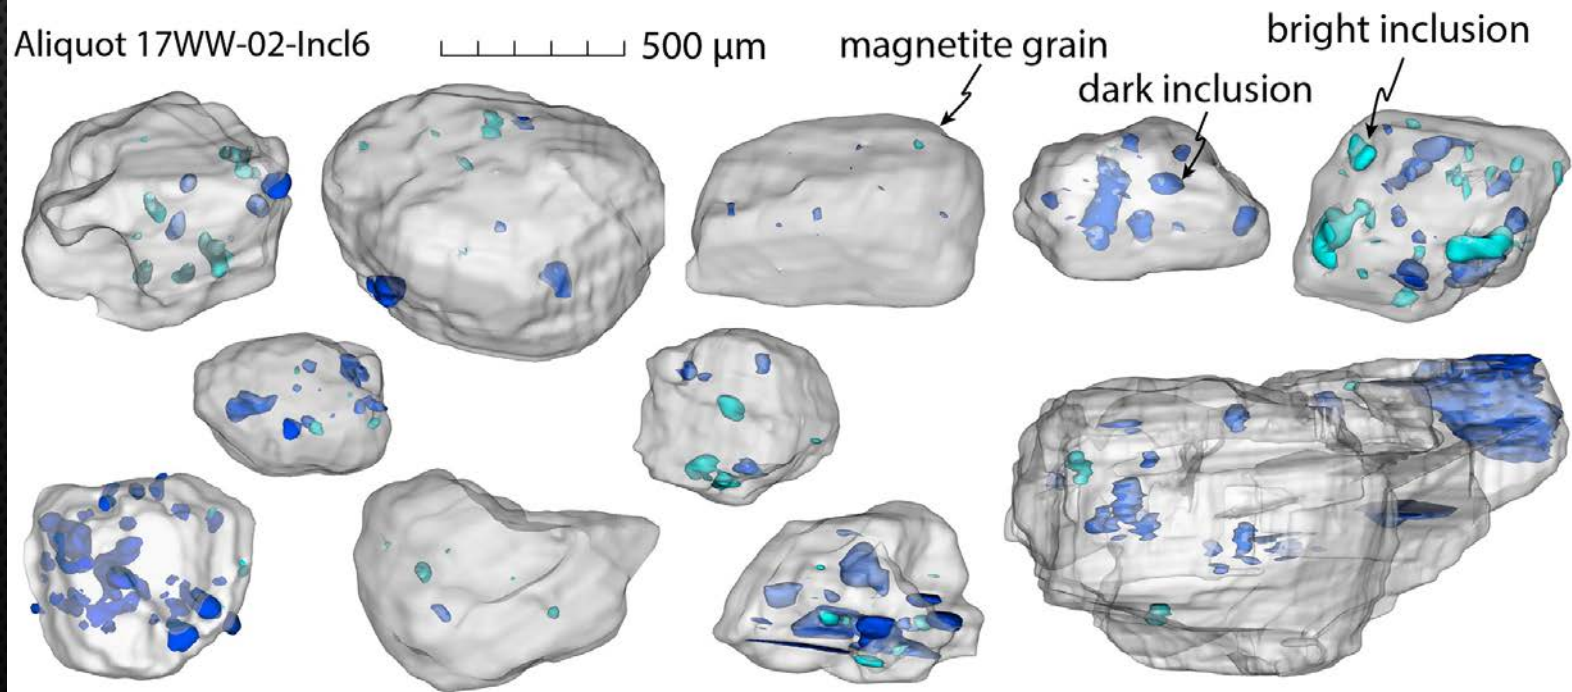 Aliquot 17WW-02-Incl6
500 µm
magnetite grain
dark inclusion
bright inclusion